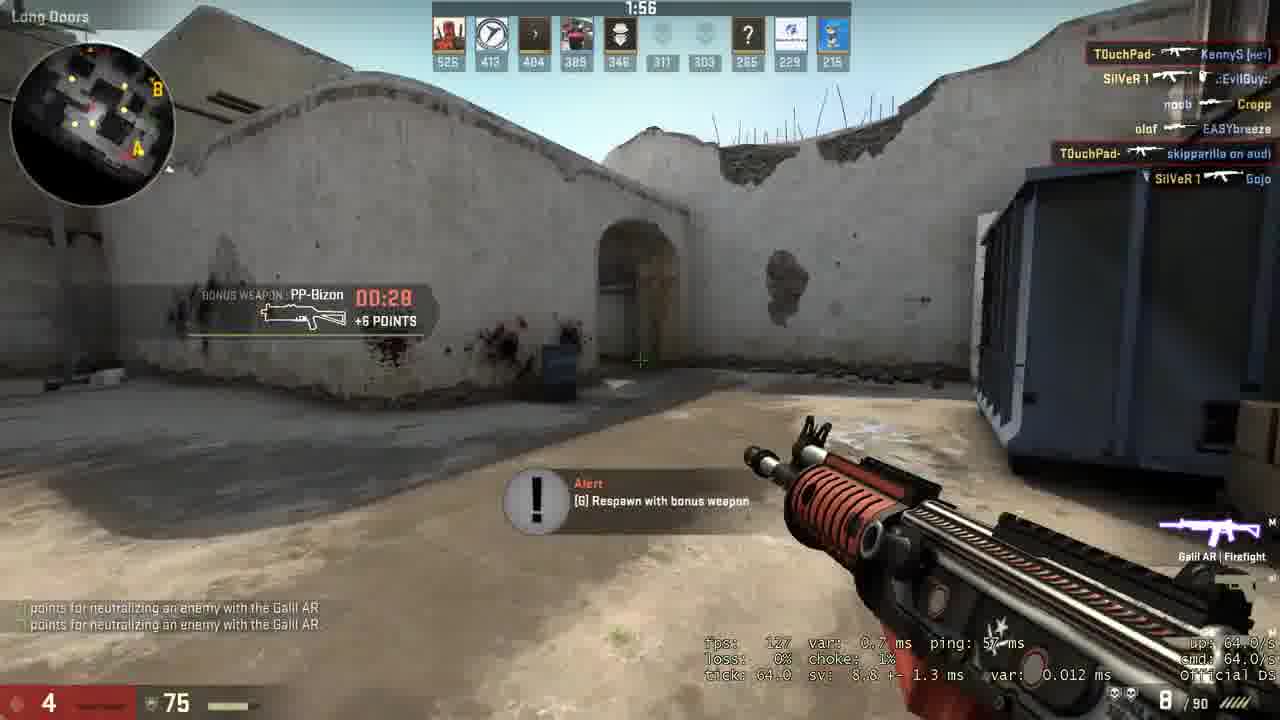 Long Doors
1:56
B
A
526 413 404 389 346 311 303 265 229 216
?
T0uchPad- KennyS
SilVeR 1 .:EvilGuy:.
noob Cropp
olof EASYbreeze
T0uchPad- skipparilla on audi
SilVeR 1 Gojo
BONUS WEAPON: PP-Bizon 00:28
+6 POINTS
Alert
[G] Respawn with bonus weapon
Galil AR | Firefight
points for neutralizing an enemy with the Galil AR.
points for neutralizing an enemy with the Galil AR.
fps: 127 var: 0.7 ms ping: 57 ms up: 64.0/s
loss: 0% choke: 1% cmd: 64.0/s
tick: 64.0 sv: 8.8 +- 1.3 ms var: 0.012 ms Official DS
4 75
8 / 90